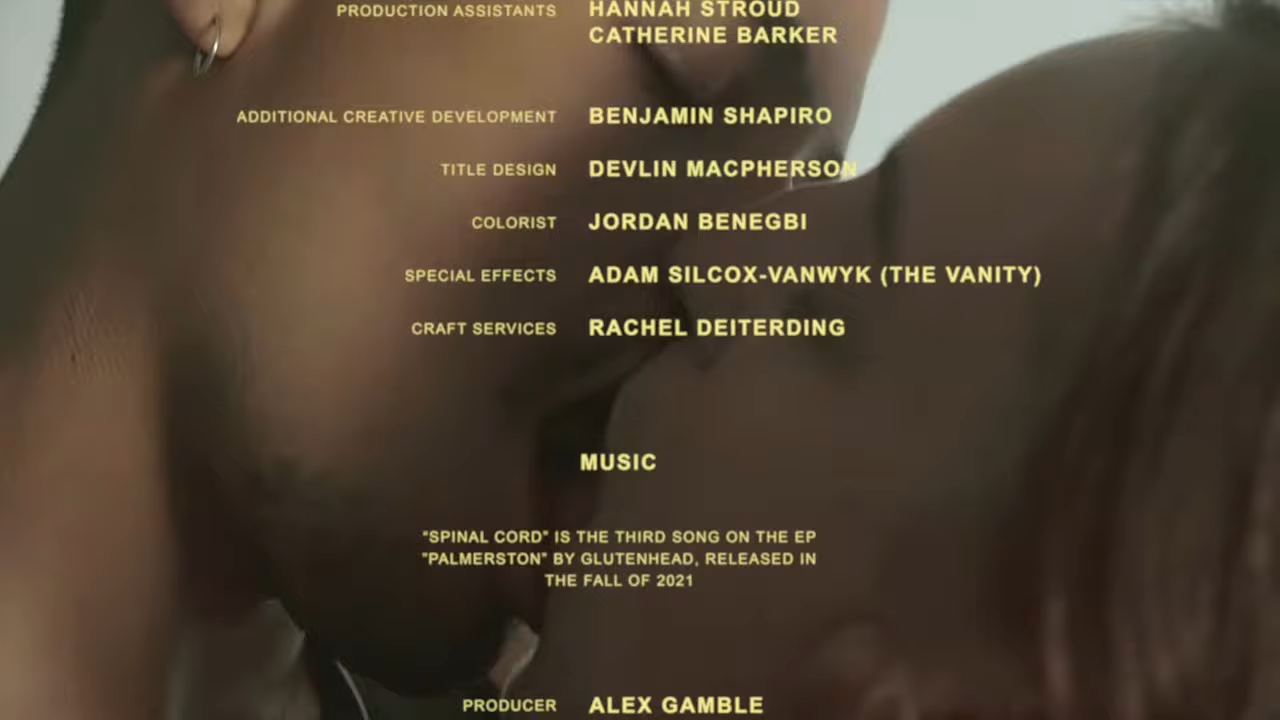 PRODUCTION ASSISTANTS HANNAH STROUD
CATHERINE BARKER
ADDITIONAL CREATIVE DEVELOPMENT BENJAMIN SHAPIRO
TITLE DESIGN DEVLIN MACPHERSON
COLORIST JORDAN BENEGBI
SPECIAL EFFECTS ADAM SILCOX-VANWYK (THE VANITY)
CRAFT SERVICES RACHEL DEITERDING
MUSIC
"SPINAL CORD" IS THE THIRD SONG ON THE EP
"PALMERSTON" BY GLUTENHEAD, RELEASED IN
THE FALL OF 2021
PRODUCER ALEX GAMBLE